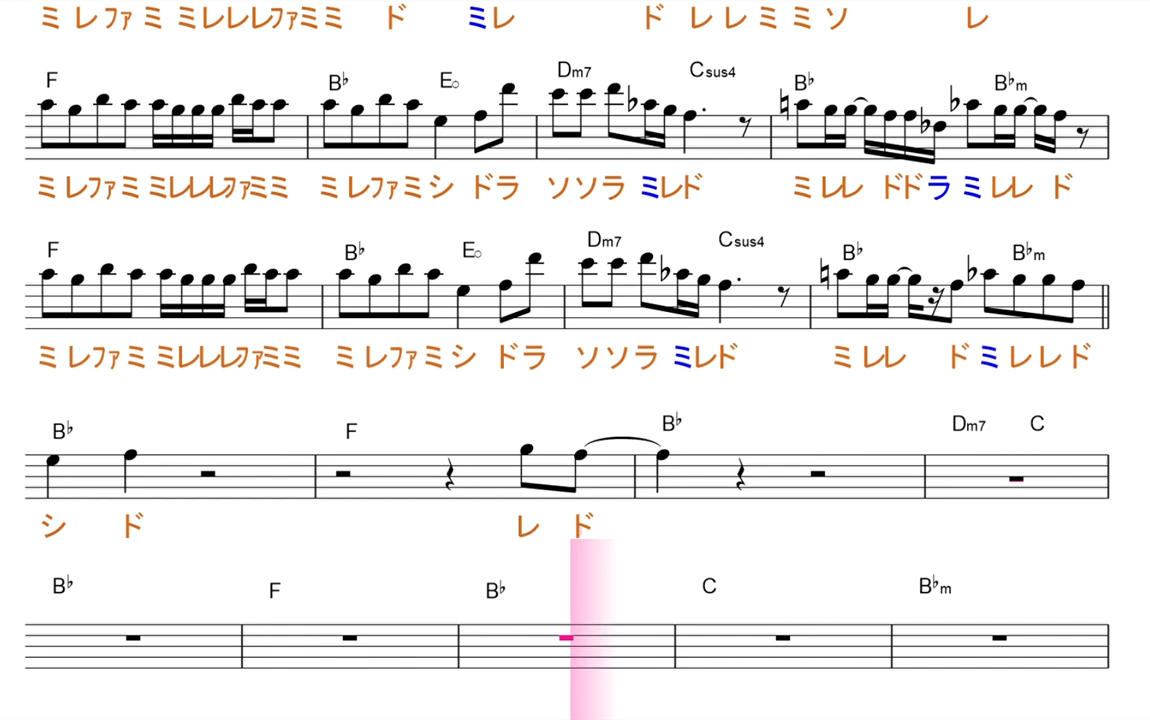 ミ レ ファ ミ ミレレレファミミ ド ミレ ド レ レ ミ ミ ソ レ
F B♭ E○ Dm7 Csus4 B♭ B♭m
ミ レファ ミ ミレレレファミミ ミ レファ ミ シ ド ラ ソ ソ ラ ミレド ミ レレ ドド ラ ミ レレ ド
F B♭ E○ Dm7 Csus4 B♭ B♭m
ミ レファ ミ ミレレレファミミ ミ レファ ミ シ ド ラ ソ ソ ラ ミレド ミ レレ ド ミ レ レ ド
B♭ F B♭ Dm7 C
シ ド レ ド
B♭ F B♭ C B♭m